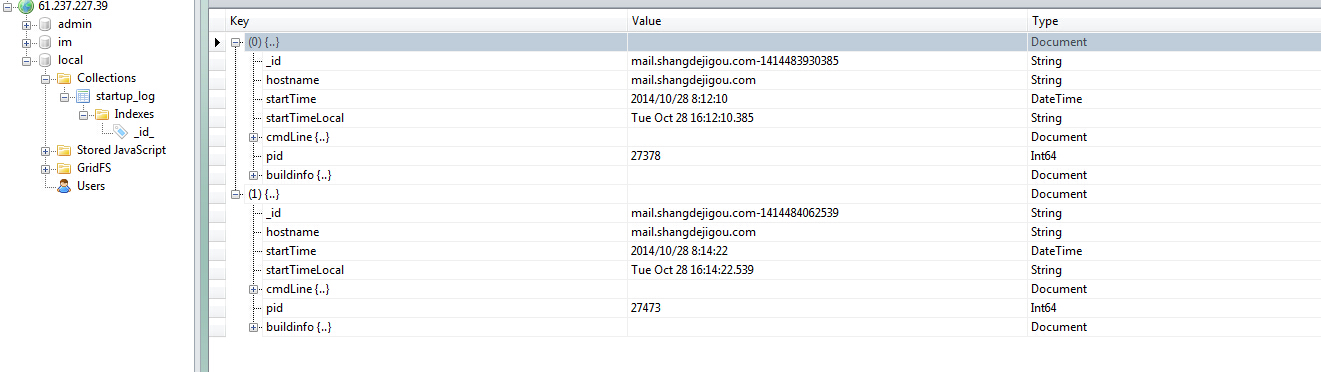 61.237.227.39
admin
im
local
Collections
startup_log
Indexes
_id_
Stored JavaScript
GridFS
Users
Key Value Type
(0) {..} Document
_id mail.shangdejigou.com-1414483930385 String
hostname mail.shangdejigou.com String
startTime 2014/10/28 8:12:10 DateTime
startTimeLocal Tue Oct 28 16:12:10.385 String
cmdLine {..} Document
pid 27378 Int64
buildinfo {..} Document
(1) {..} Document
_id mail.shangdejigou.com-1414484062539 String
hostname mail.shangdejigou.com String
startTime 2014/10/28 8:14:22 DateTime
startTimeLocal Tue Oct 28 16:14:22.539 String
cmdLine {..} Document
pid 27473 Int64
buildinfo {..} Document